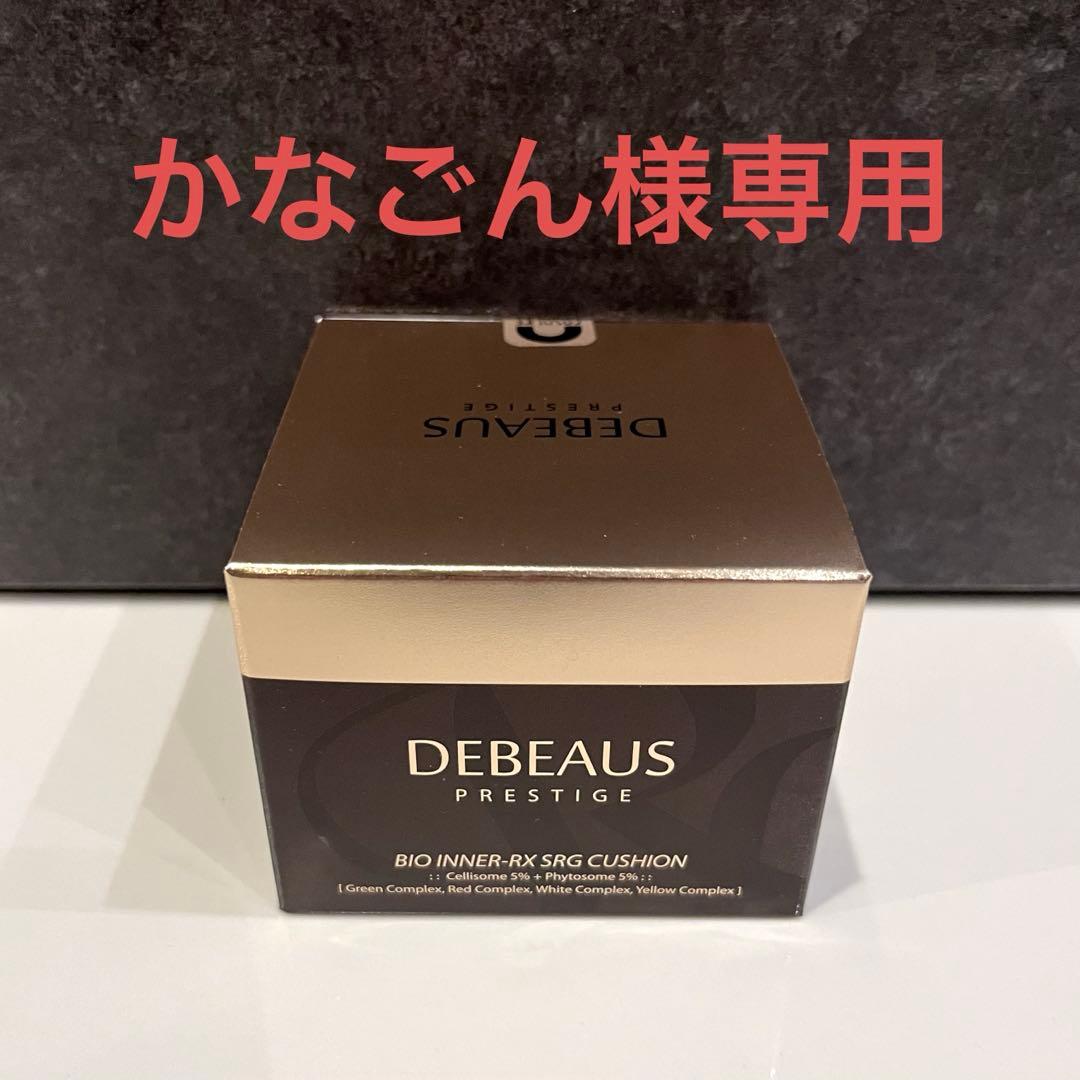 かなごん様専用
PRESTIGE
DEBEAUS
DEBEAUS
PRESTIGE
BIO INNER-RX SRG CUSHION
:: Cellisome 5% + Phytosome 5% ::
[ Green Complex, Red Complex, White Complex, Yellow Complex ]